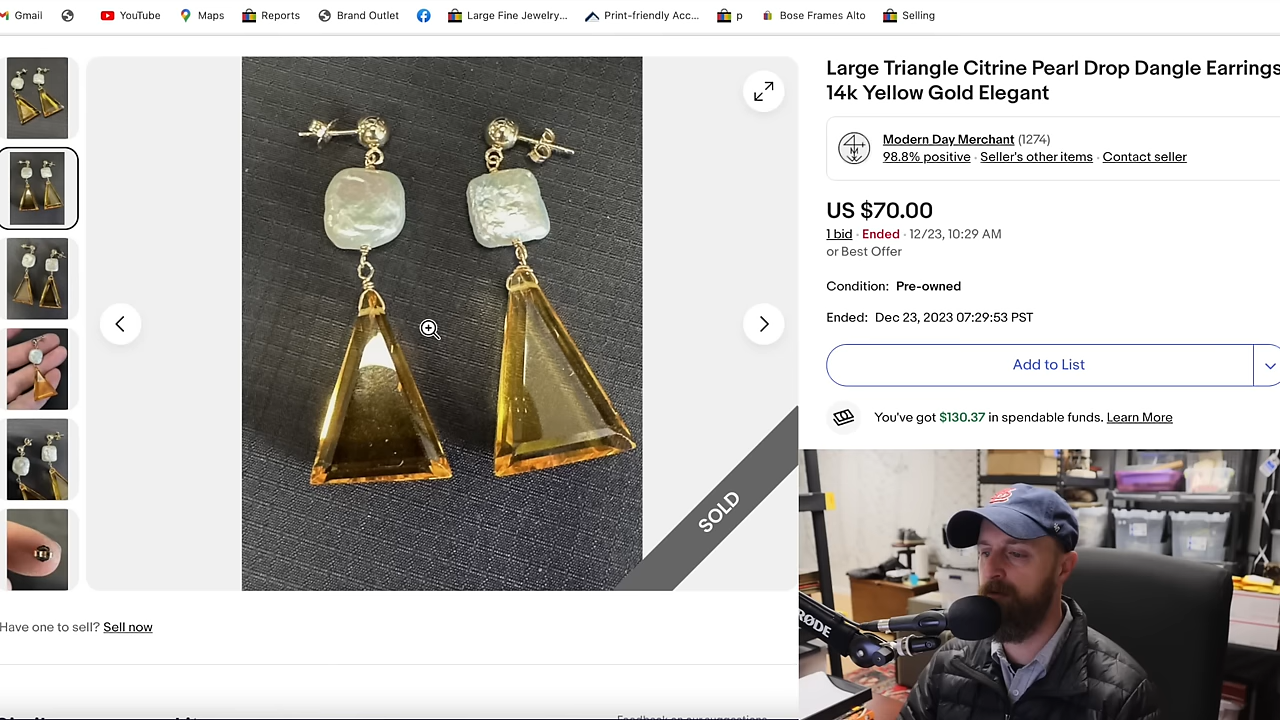 Gmail
YouTube
Maps
Reports
Brand Outlet
Large Fine Jewelry...
Print-friendly Acc...
p
Bose Frames Alto
Selling
Large Triangle Citrine Pearl Drop Dangle Earrings
14k Yellow Gold Elegant
Modern Day Merchant (1274)
98.8% positive · Seller's other items · Contact seller
US $70.00
1 bid · Ended · 12/23, 10:29 AM
or Best Offer
Condition: Pre-owned
Ended: Dec 23, 2023 07:29:53 PST
Add to List
You've got $130.37 in spendable funds. Learn More
SOLD
RØDE
Have one to sell? Sell now